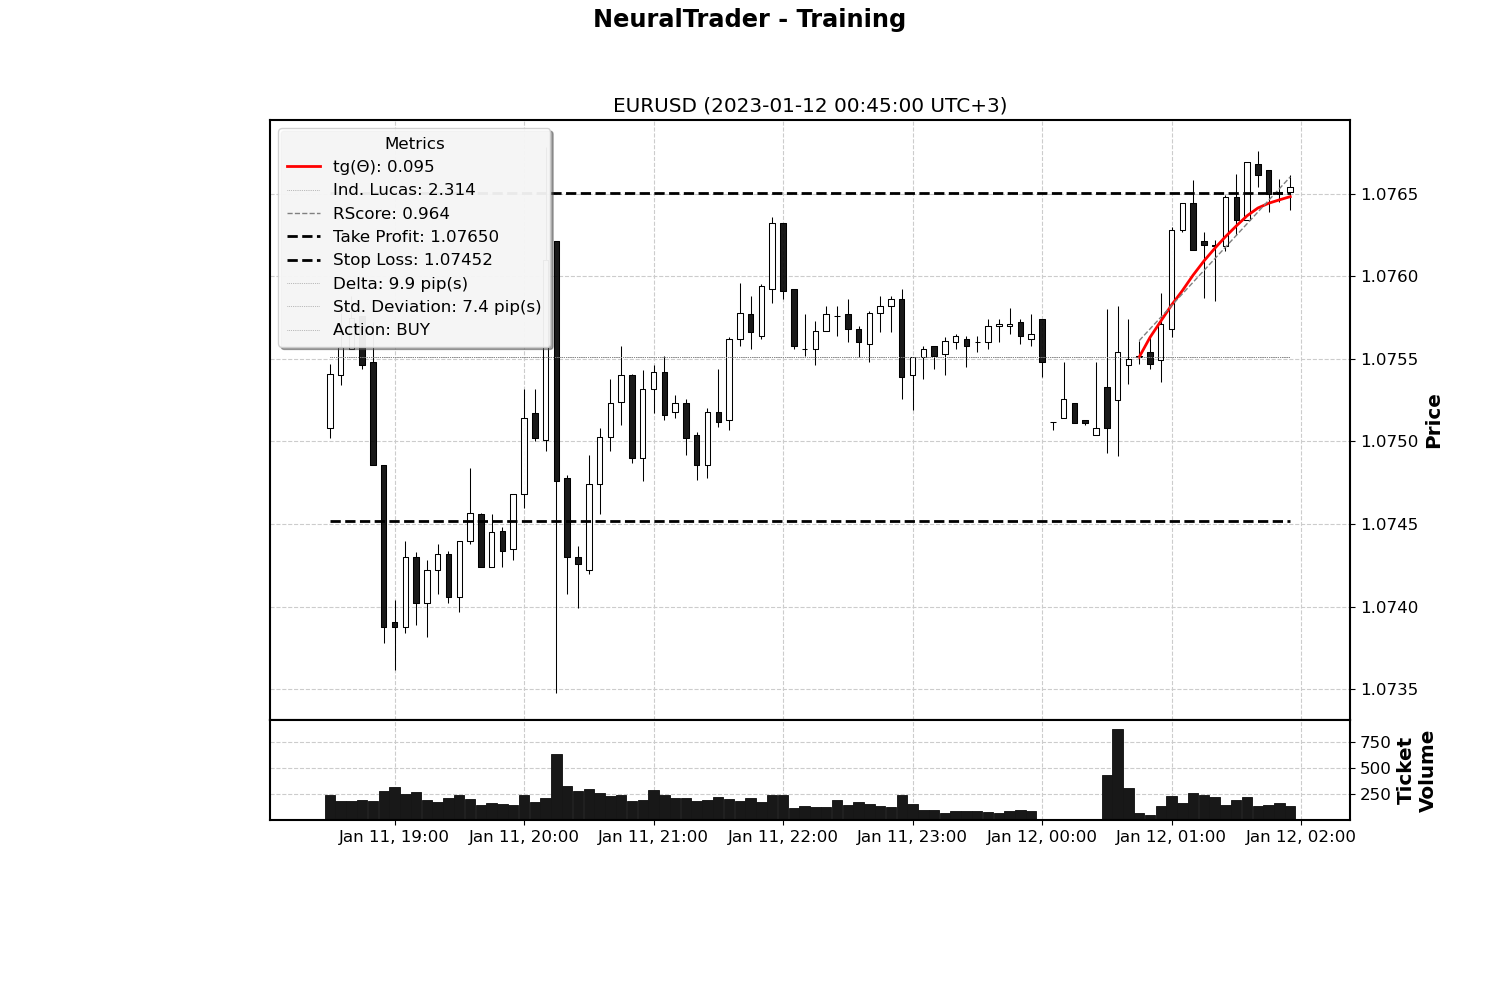 NeuralTrader - Training
EURUSD (2023-01-12 00:45:00 UTC+3)
Metrics
tg(Θ): 0.095
Ind. Lucas: 2.314
RScore: 0.964
Take Profit: 1.07650
Stop Loss: 1.07452
Delta: 9.9 pip(s)
Std. Deviation: 7.4 pip(s)
Action: BUY
1.0765
1.0760
1.0755
1.0750
1.0745
1.0740
1.0735
Price
750
500
250
Ticket
Volume
Jan 11, 19:00
Jan 11, 20:00
Jan 11, 21:00
Jan 11, 22:00
Jan 11, 23:00
Jan 12, 00:00
Jan 12, 01:00
Jan 12, 02:00